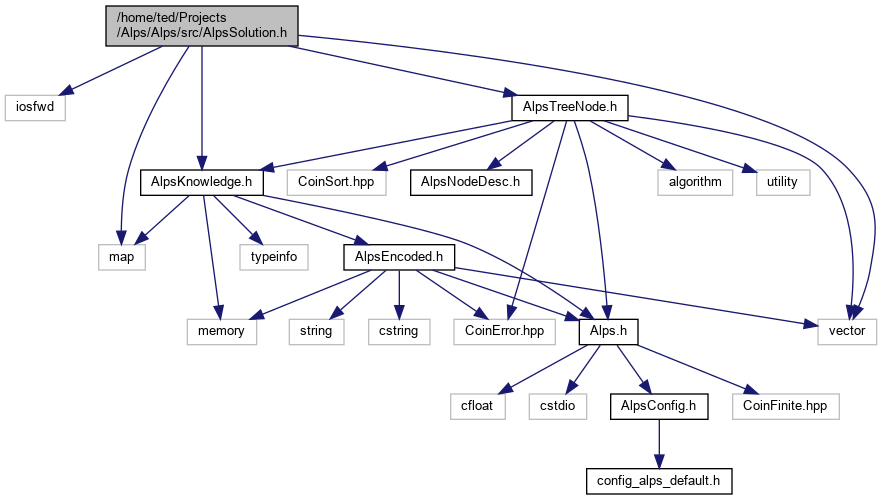 /home/ted/Projects
/Alps/Alps/src/AlpsSolution.h
iosfwd
AlpsTreeNode.h
AlpsKnowledge.h
CoinSort.hpp
AlpsNodeDesc.h
algorithm
utility
map
typeinfo
AlpsEncoded.h
memory
string
cstring
CoinError.hpp
Alps.h
vector
cfloat
cstdio
AlpsConfig.h
CoinFinite.hpp
config_alps_default.h